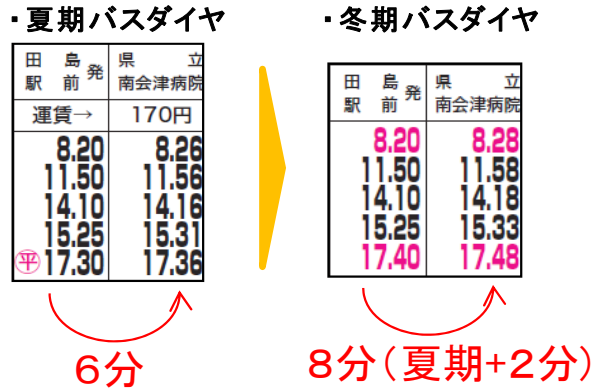 ・夏期バスダイヤ
田島駅前発 県立南会津病院
運賃→ 170円
8.20 8.26
11.50 11.56
14.10 14.16
15.25 15.31
㊥17.30 17.36
6分
・冬期バスダイヤ
田島駅前発 県立南会津病院
8.20 8.28
11.50 11.58
14.10 14.18
15.25 15.33
17.40 17.48
8分（夏期+2分）